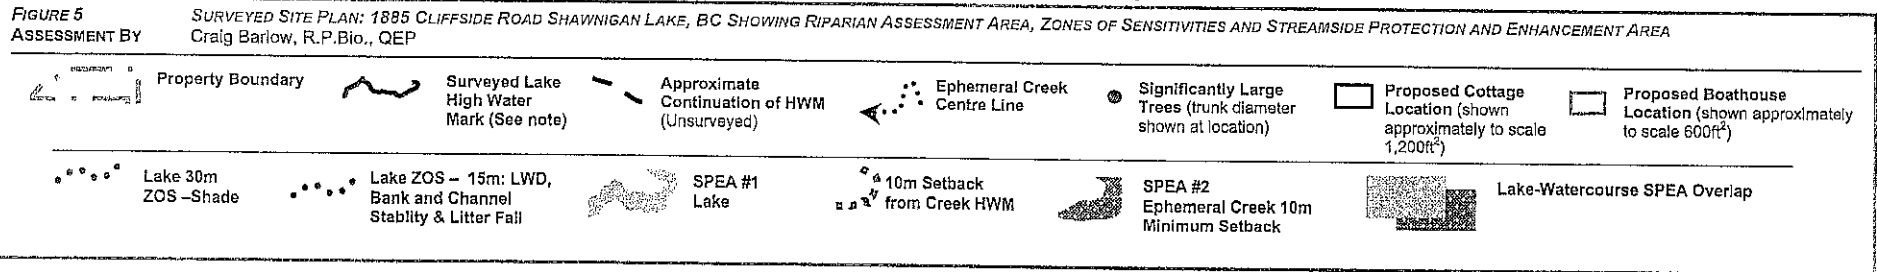 FIGURE 5 SURVEYED SITE PLAN: 1885 CLIFFSIDE ROAD SHAWNIGAN LAKE, BC SHOWING RIPARIAN ASSESSMENT AREA, ZONES OF SENSITIVITIES AND STREAMSIDE PROTECTION AND ENHANCEMENT AREA
ASSESSMENT BY Craig Barlow, R.P.Bio., QEP
Property Boundary
Surveyed Lake
High Water
Mark (See note)
Approximate
Continuation of HWM
(Unsurveyed)
Ephemeral Creek
Centre Line
Significantly Large
Trees (trunk diameter
shown at location)
Proposed Cottage
Location (shown
approximately to scale
1,200ft²)
Proposed Boathouse
Location (shown approximately
to scale 600ft²)
Lake 30m
ZOS –Shade
Lake ZOS – 15m: LWD,
Bank and Channel
Stablity & Litter Fall
SPEA #1
Lake
10m Setback
from Creek HWM
SPEA #2
Ephemeral Creek 10m
Minimum Setback
Lake-Watercourse SPEA Overlap